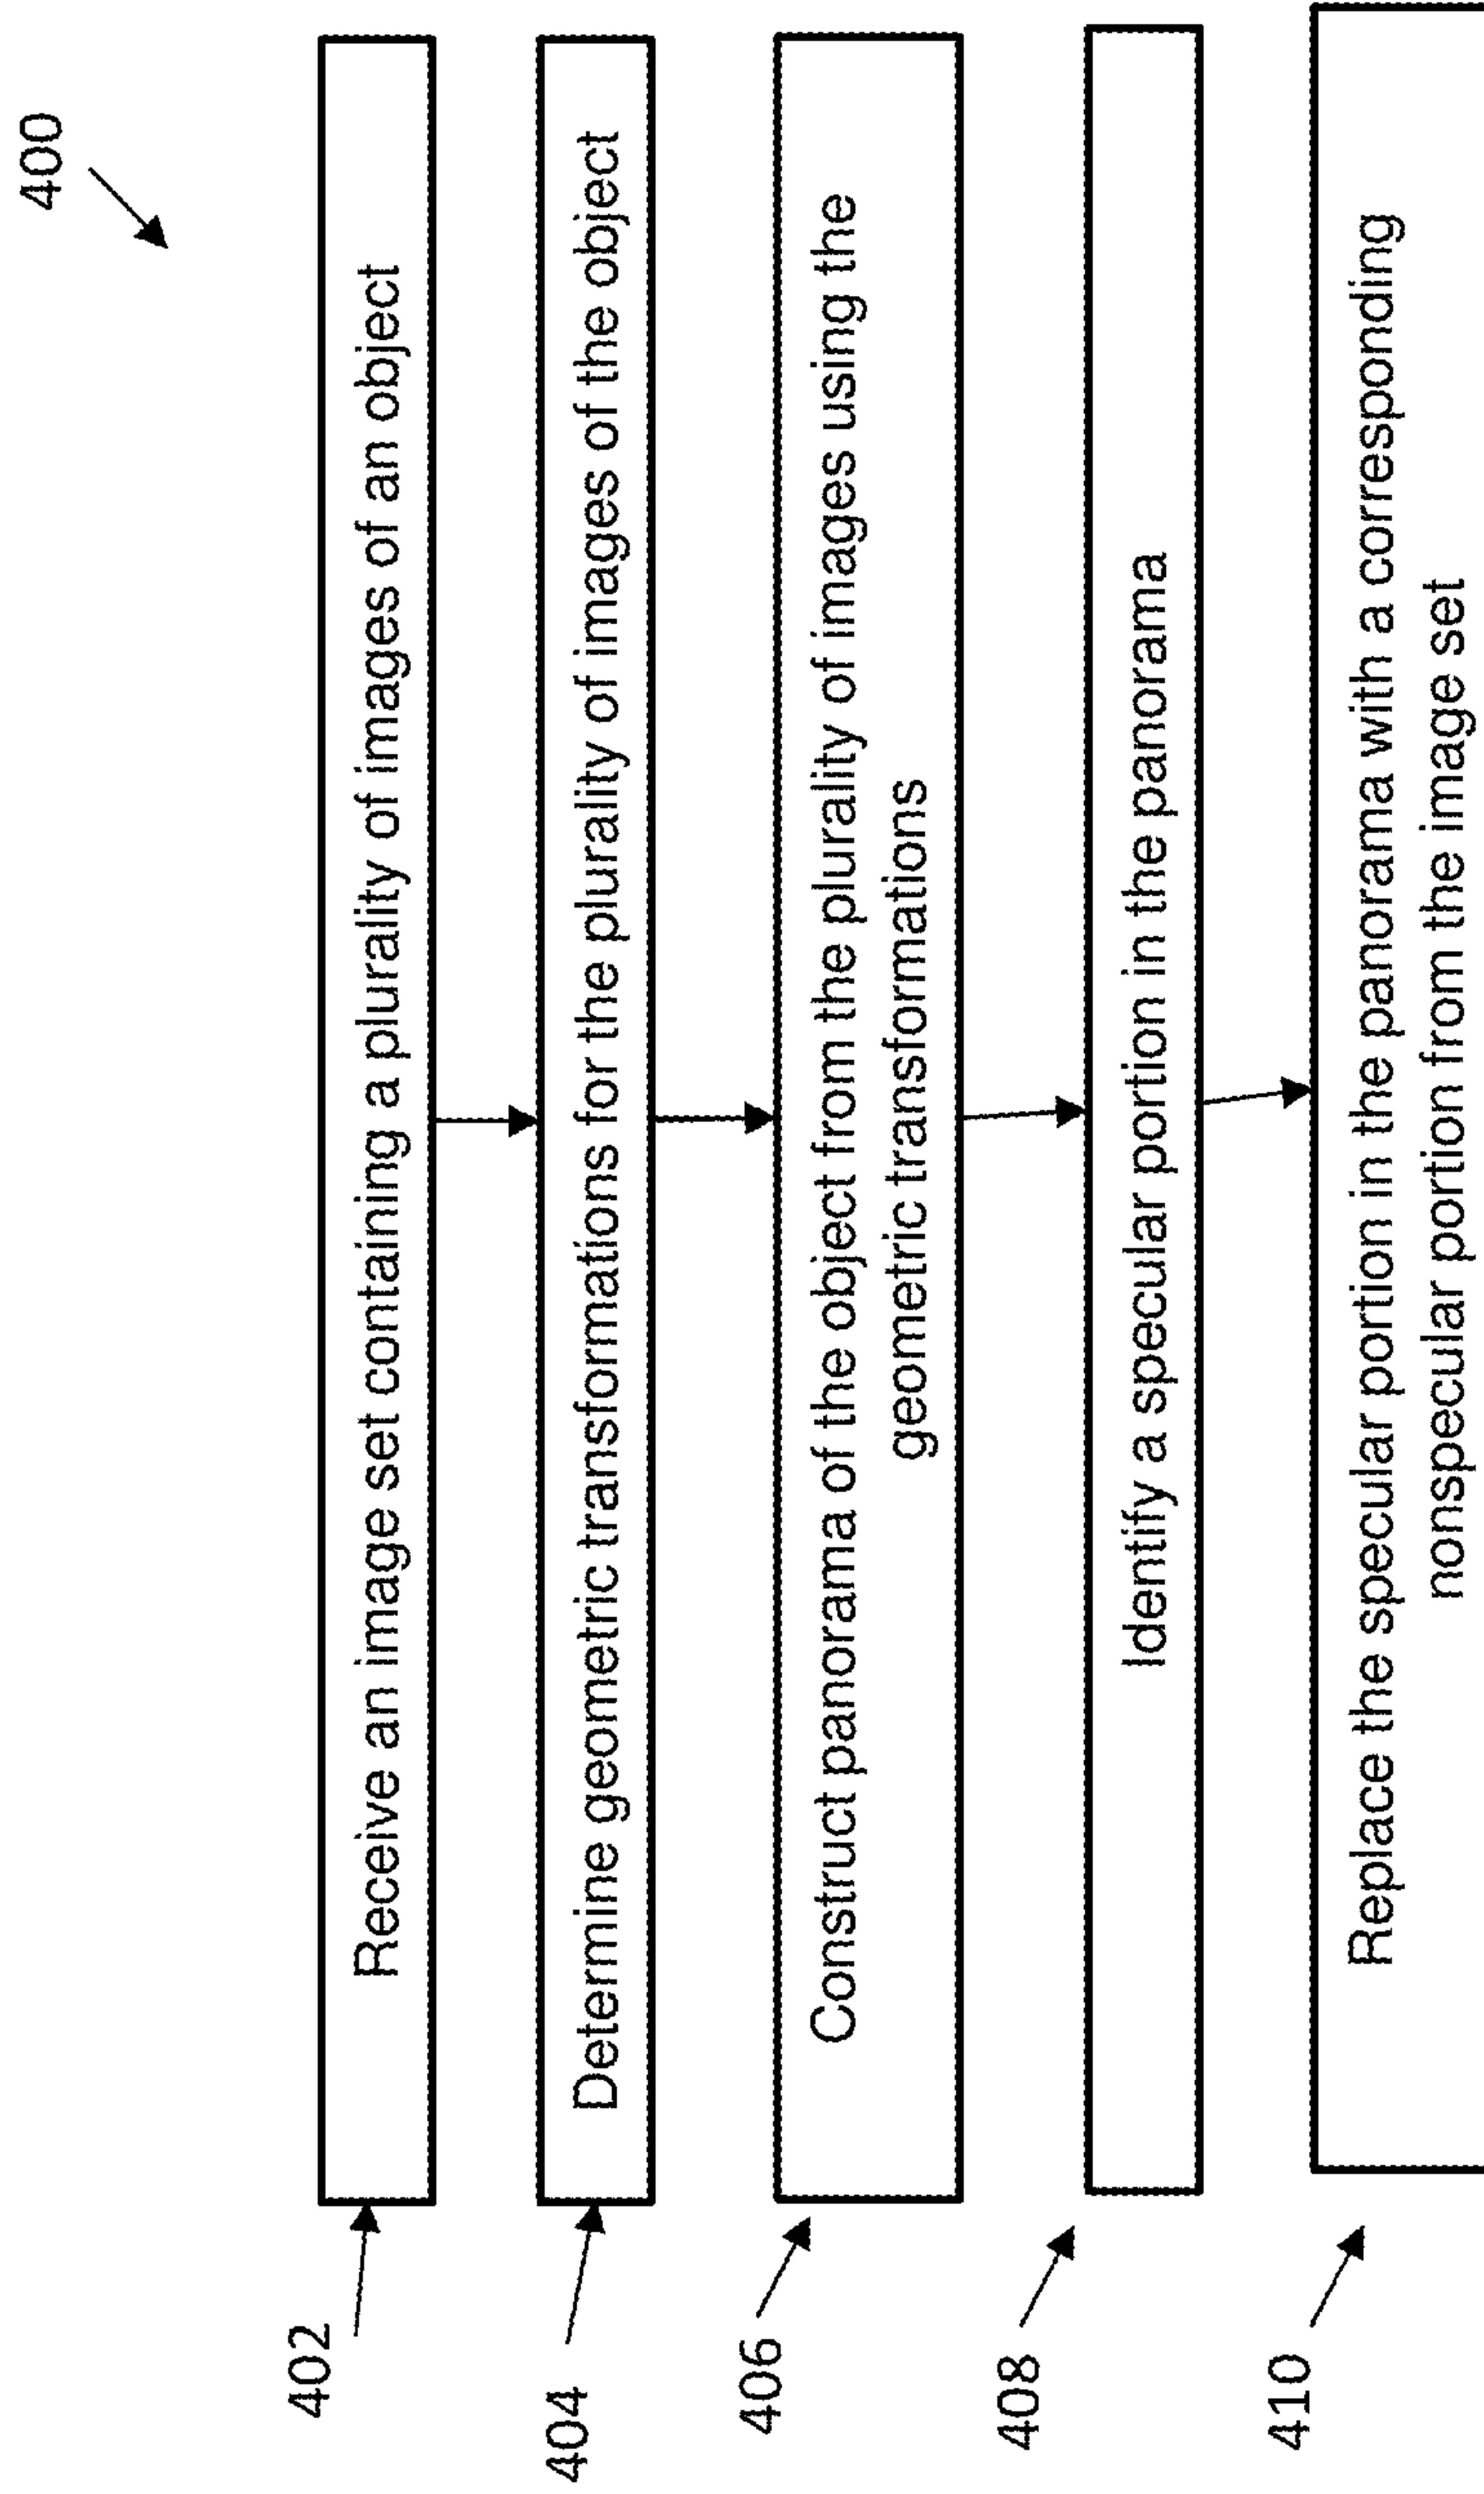 400
402
Receive an image set containing a plurality of images of an object
404
Determine geometric transformations for the plurality of images of the object
406
Construct panorama of the object from the plurality of images using the
geometric transformations
408
Identify a specular portion in the panorama
410
Replace the specular portion in the panorama with a corresponding
nonspecular portion from the image set